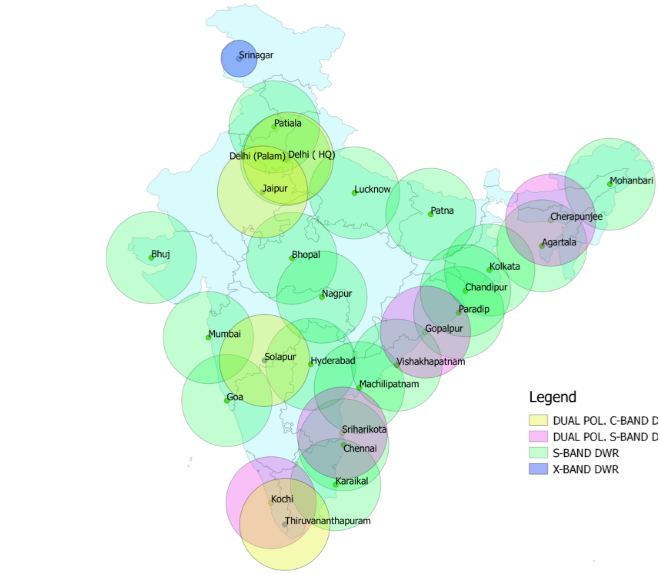 Srinagar
Patiala
Delhi (Palam) Delhi ( HQ)
Mohanbari
Jaipur
Lucknow
Patna
Cherapunjee
Agartala
Bhuj
Bhopal
Kolkata
Chandipur
Nagpur
Paradip
Gopalpur
Mumbai
Solapur
Hyderabad
Vishakhapatnam
Machilipatnam
Goa
Sriharikota
Chennai
Karaikal
Kochi
Thiruvananthapuram
Legend
DUAL POL. C-BAND D
DUAL POL. S-BAND D
S-BAND DWR
X-BAND DWR